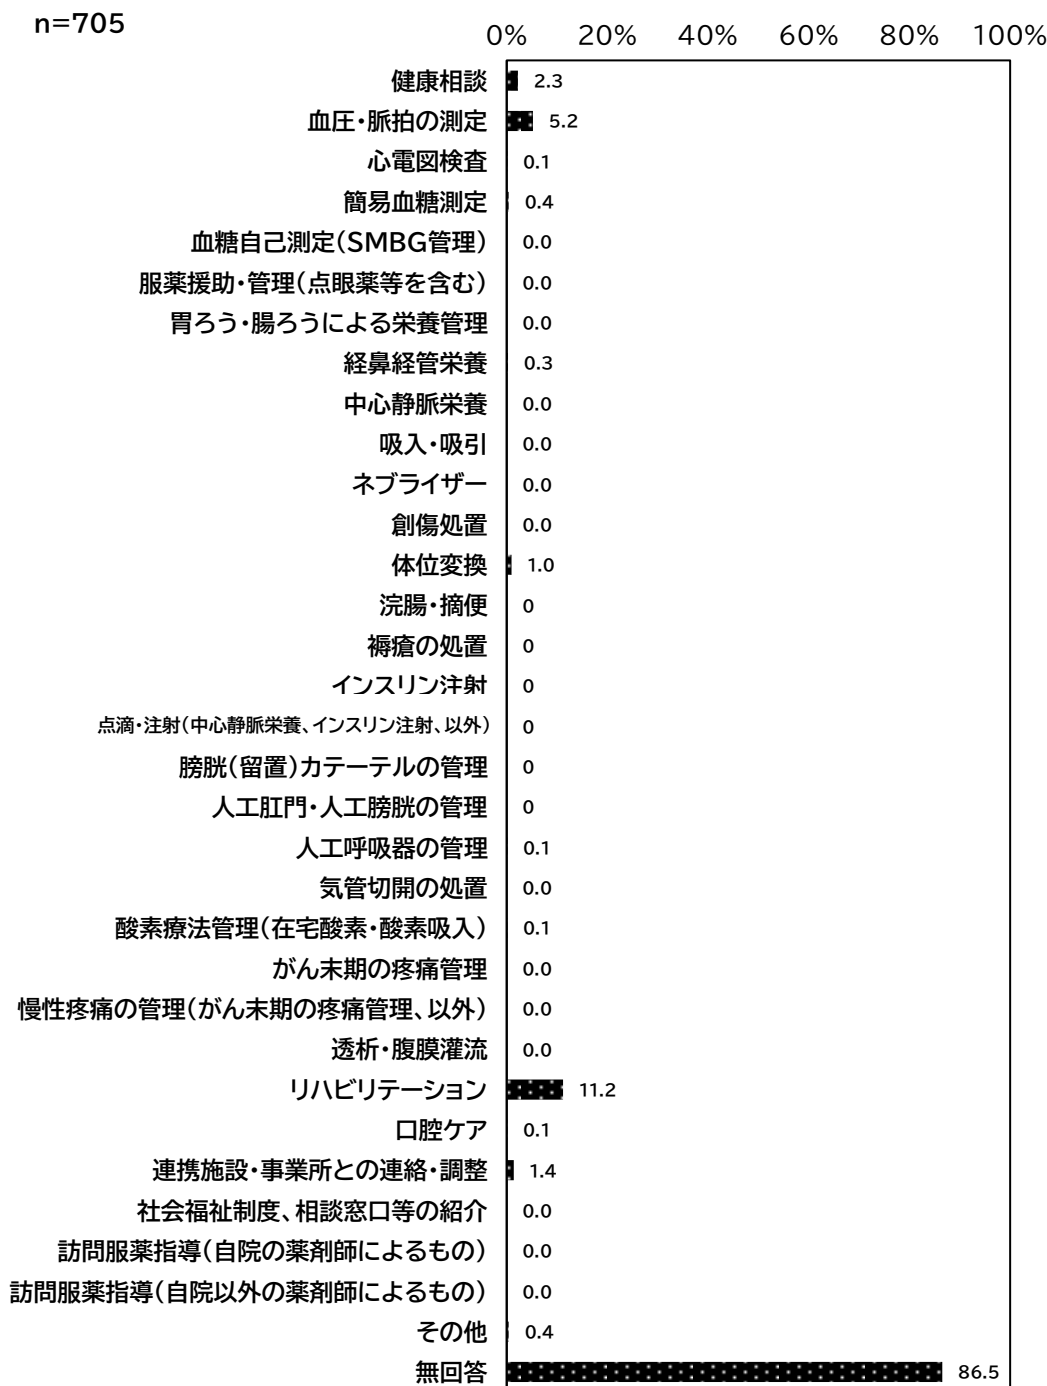 n=705
0% 20% 40% 60% 80% 100%
健康相談 2.3
血圧・脈拍の測定 5.2
心電図検査 0.1
簡易血糖測定 0.4
血糖自己測定(SMBG管理) 0.0
服薬援助・管理(点眼薬等を含む) 0.0
胃ろう・腸ろうによる栄養管理 0.0
経鼻経管栄養 0.3
中心静脈栄養 0.0
吸入・吸引 0.0
ネブライザー 0.0
創傷処置 0.0
体位変換 1.0
浣腸・摘便 0
褥瘡の処置 0
インスリン注射 0
点滴・注射(中心静脈栄養、インスリン注射、以外) 0
膀胱(留置)カテーテルの管理 0
人工肛門・人工膀胱の管理 0
人工呼吸器の管理 0.1
気管切開の処置 0.0
酸素療法管理(在宅酸素・酸素吸入) 0.1
がん末期の疼痛管理 0.0
慢性疼痛の管理(がん末期の疼痛管理、以外) 0.0
透析・腹膜灌流 0.0
リハビリテーション 11.2
口腔ケア 0.1
連携施設・事業所との連絡・調整 1.4
社会福祉制度、相談窓口等の紹介 0.0
訪問服薬指導(自院の薬剤師によるもの) 0.0
訪問服薬指導(自院以外の薬剤師によるもの) 0.0
その他 0.4
無回答 86.5